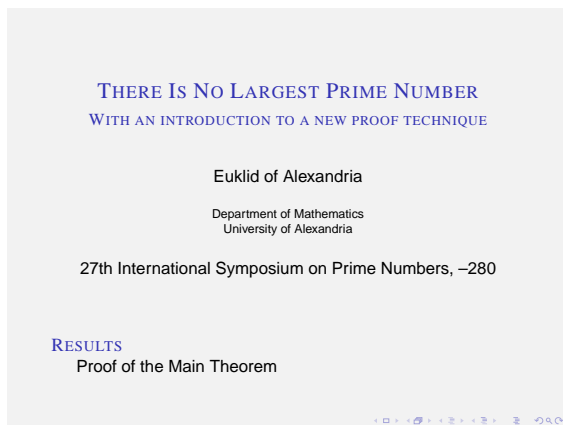 THERE IS NO LARGEST PRIME NUMBER
WITH AN INTRODUCTION TO A NEW PROOF TECHNIQUE
Euklid of Alexandria
Department of Mathematics
University of Alexandria
27th International Symposium on Prime Numbers, –280
RESULTS
Proof of the Main Theorem